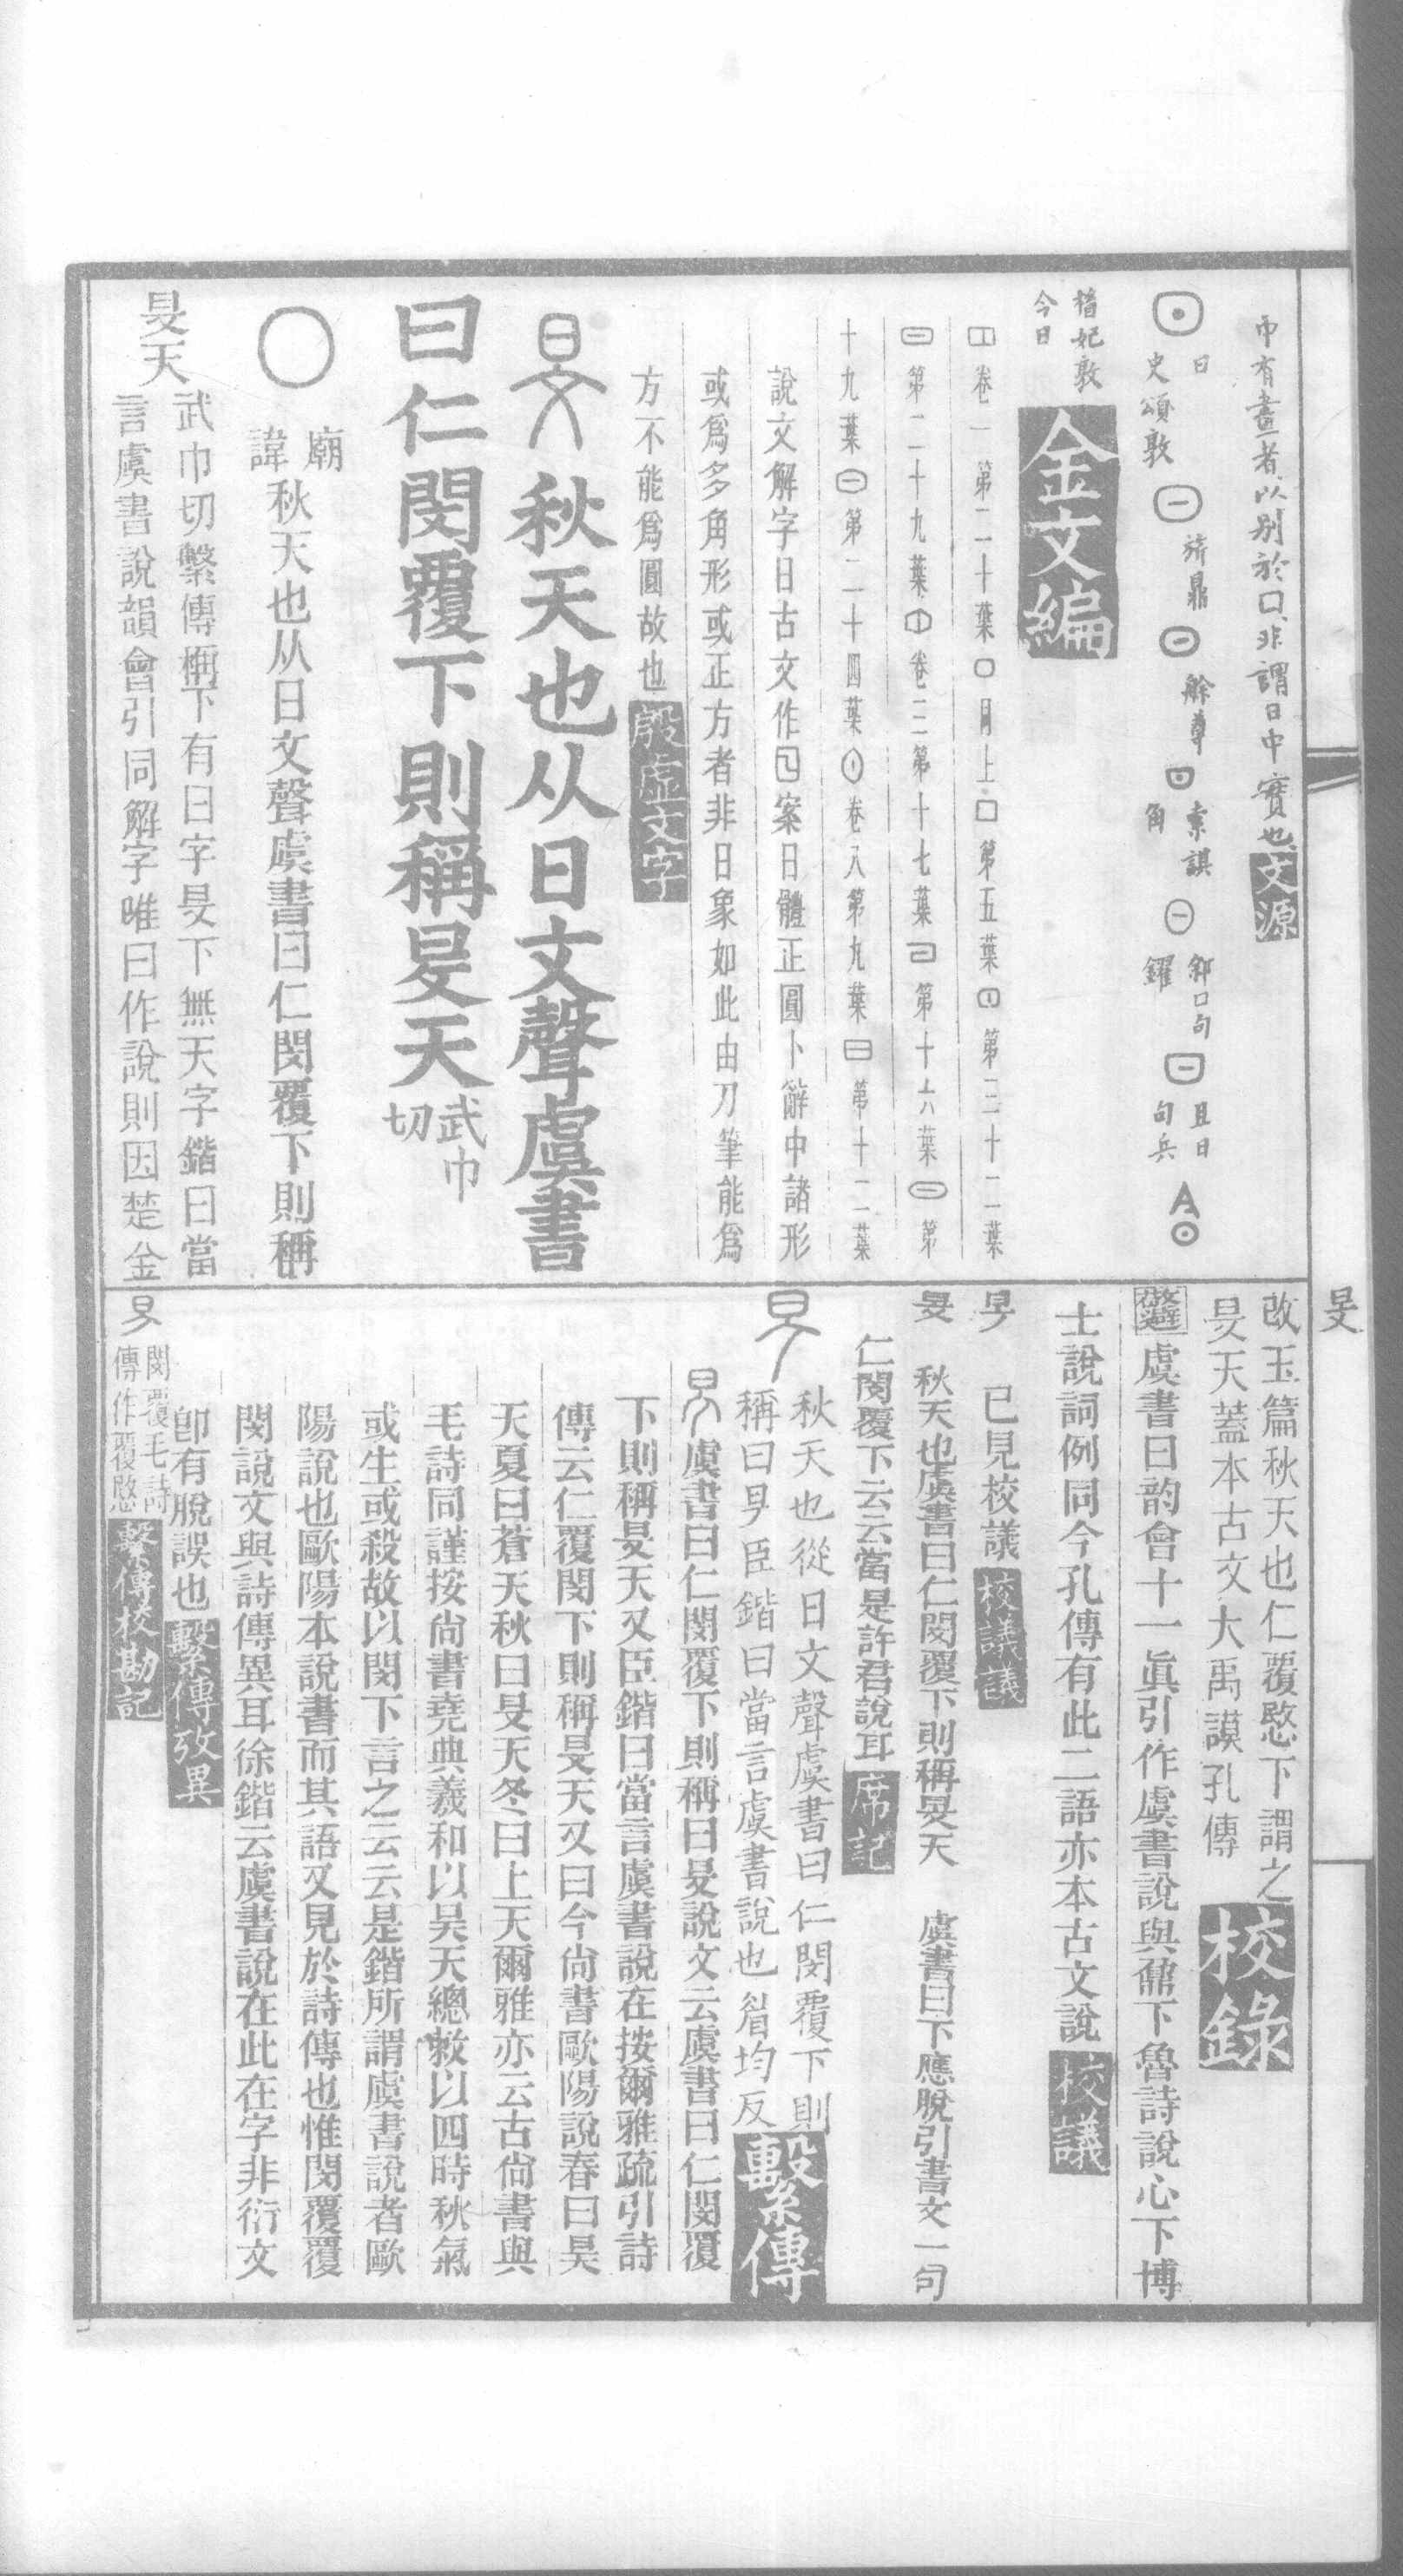 帀有畫者以别於口非謂日中實也文源
日
史頌敦
旂鼎
艅尊
索諆
角
鄒口句
鑃
且日
句兵
楷妃敦
今日
金文編
卷一第二十葉
月上
第五葉
第三十二葉
第二十九葉
卷二第十七葉
第十六葉
第
十九葉
第二十四葉
卷八第九葉
第十二葉
說文解字日古文作
案日體正圓卜辭中諸形
或爲多角形或正方者非日象如此由刀筆能爲
方不能爲圓故也殷虛文字
秋天也从日文聲虞書
曰仁閔覆下則稱旻天武巾切
廟諱秋天也从日文聲虞書曰仁閔覆下則稱
旻天武巾切繫傳稱下有曰字旻下無天字鍇曰當
言虞書說韻會引同解字唯曰作說則因楚金
旻
改玉篇秋天也仁覆愍下謂之
旻天蓋本古文大禹謨孔傳校錄
虞書曰韵會十一眞引作虞書說與鼐下魯詩說心下博
士說詞例同今孔傳有此二語亦本古文說校議
已見校議校議議
旻
秋天也虞書曰仁閔覆下則稱旻天 虞書曰下應脫引書文一句
仁閔覆下云云當是許君說耳席記
秋天也從日文聲虞書曰仁閔覆下則
稱曰旻臣鍇曰當言虞書說也眉均反繫傳
虞書曰仁閔覆下則稱曰旻說文云虞書曰仁閔覆
下則稱旻天又臣鍇曰當言虞書說在按爾雅疏引詩
傳云仁覆閔下則稱旻天又曰今尙書歐陽說春曰昊
天夏曰蒼天秋曰旻天冬曰上天爾雅亦云古尙書與
毛詩同謹按尙書堯典羲和以昊天總敕以四時秋氣
或生或殺故以閔下言之云云是鍇所謂虞書說者歐
陽說也歐陽本說書而其語又見於詩傳也惟閔覆覆
閔說文與詩傳異耳徐鍇云虞書說在此在字非衍文
卽有脫誤也繫傳攷異
閔覆毛詩
傳作覆愍繫傳校勘記